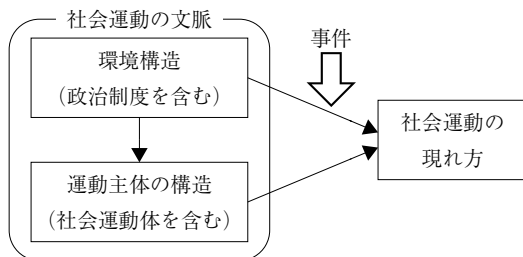 社会運動の文脈
事件
環境構造
（政治制度を含む）
社会運動の
現れ方
運動主体の構造
（社会運動体を含む）